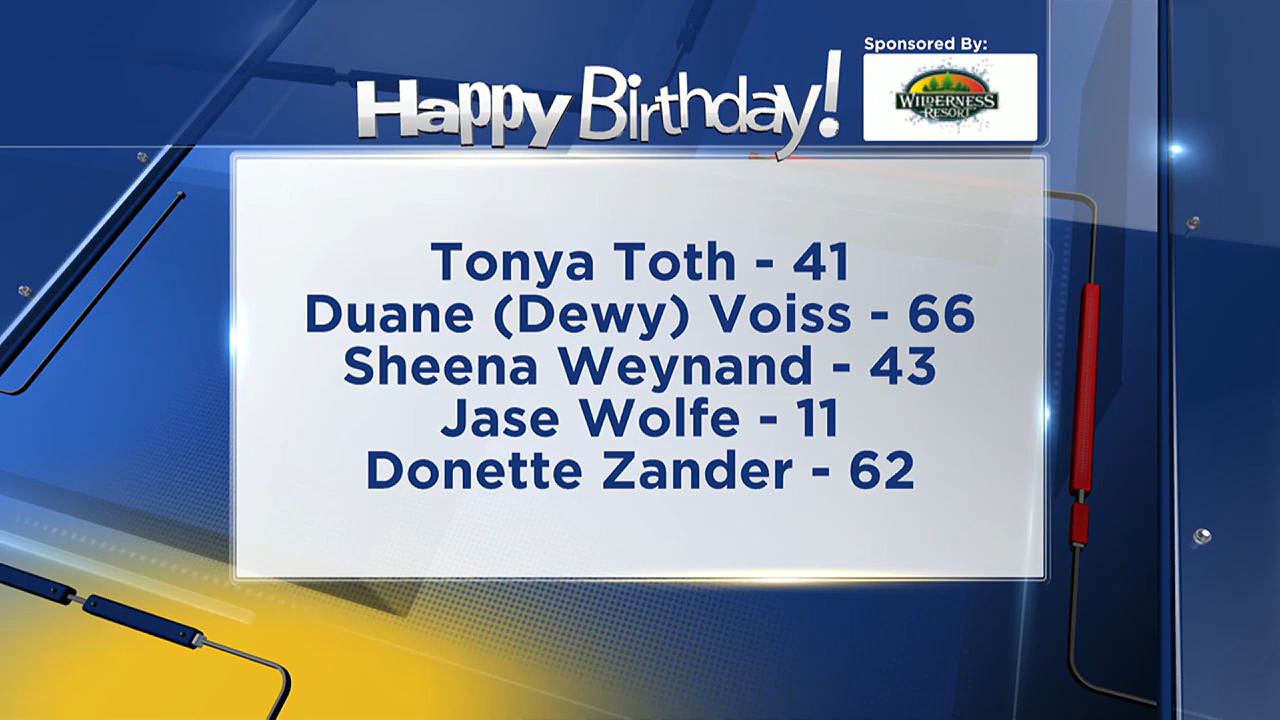 Sponsored By:
Happy Birthday!
WILDERNESS
RESORT
Tonya Toth - 41
Duane (Dewy) Voiss - 66
Sheena Weynand - 43
Jase Wolfe - 11
Donette Zander - 62